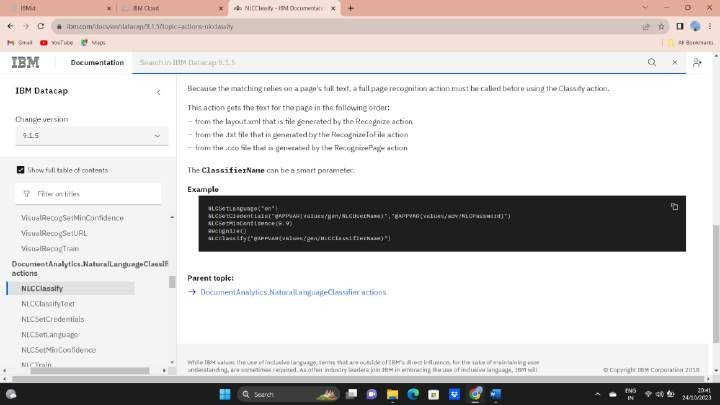 IBMid
IBM Cloud
NLCClassify - IBM Documentation
ibm.com/docs/en/datacap/9.1.5?topic=actions-nlcclassify
Gmail
YouTube
Maps
All Bookmarks
IBM
Documentation
Search in IBM Datacap 9.1.5
IBM Datacap
Change version
9.1.5
Show full table of contents
Filter on titles
VisualRecogSetMinConfidence
VisualRecogSetURL
VisualRecogTrain
DocumentAnalytics.NaturalLanguageClassifi
actions
NLCClassify
NLCClassifyText
NLCSetCredentials
NLCSetLanguage
NLCSetMinConfidence
NLCTrain
Because the matching relies on a page's full text, a full page recognition action must be called before using the Classify action.
This action gets the text for the page in the following order:
– from the layout.xml that is file generated by the Recognize action
– from the .txt file that is generated by the RecognizeToFile action
– from the .cco file that is generated by the RecognizePage action
The ClassifierName can be a smart parameter.
Example
NLCSetLanguage("en")
NLCSetCredentials("@APPVAR(values/gen/NLCUserName)","@APPVAR(values/adv/NLCPassword)")
NLCSetMinConfidence(0.9)
Recognize()
NLCClassify("@APPVAR(values/gen/NLCClassifierName)")
Parent topic:
→ DocumentAnalytics.NaturalLanguageClassifier actions
While IBM values the use of inclusive language, terms that are outside of IBM's direct influence, for the sake of maintaining user
understanding, are sometimes required. As other industry leaders join IBM in embracing the use of inclusive language, IBM will
© Copyright IBM Corporation 2018
Search
ENG
IN
20:41
24/10/2023